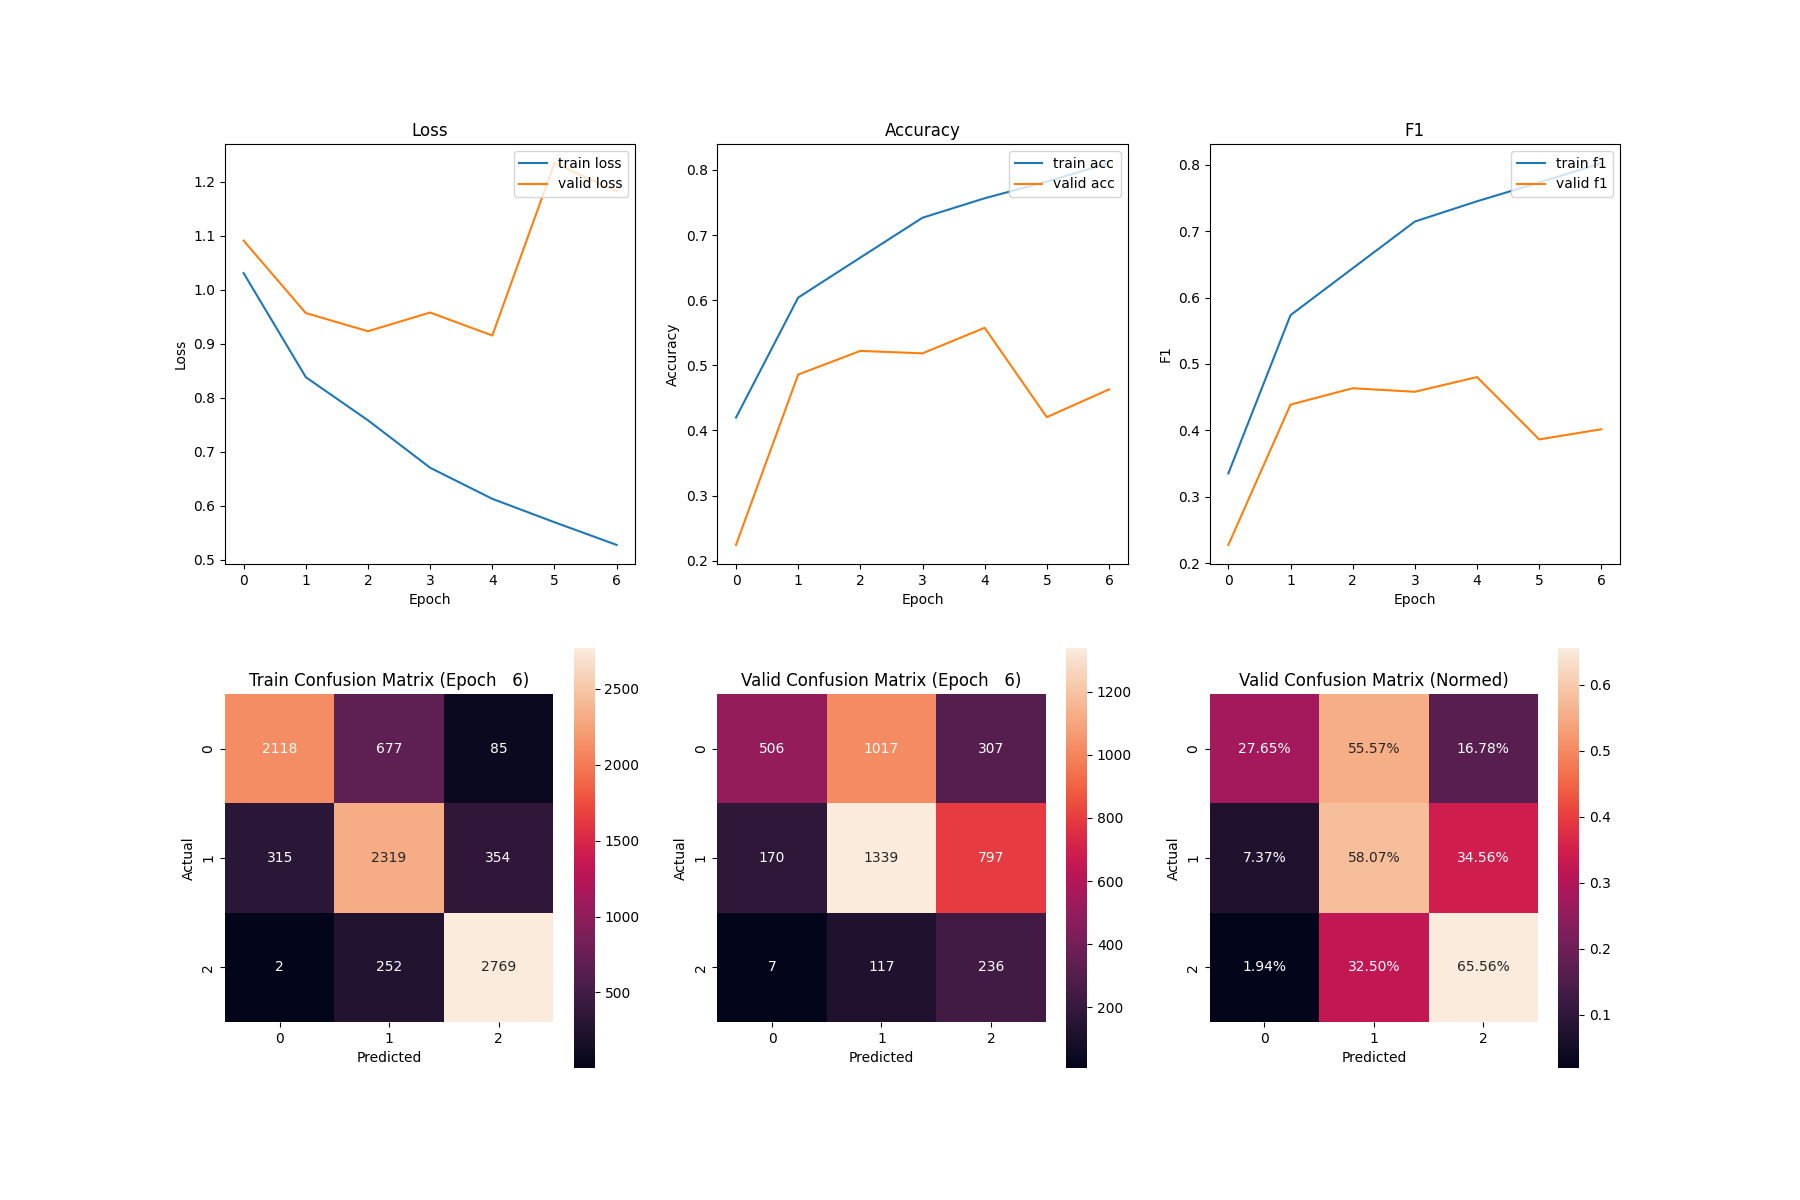 Loss
train loss
valid loss
1.2
1.1
1.0
0.9
0.8
0.7
0.6
0.5
Loss
0 1 2 3 4 5 6
Epoch
Accuracy
train acc
valid acc
0.8
0.7
0.6
0.5
0.4
0.3
0.2
Accuracy
0 1 2 3 4 5 6
Epoch
F1
train f1
valid f1
0.8
0.7
0.6
0.5
0.4
0.3
0.2
F1
0 1 2 3 4 5 6
Epoch
Train Confusion Matrix (Epoch   6)
Actual
0
1
2
2118 677 85
315 2319 354
2 252 2769
0 1 2
Predicted
2500
2000
1500
1000
500
Valid Confusion Matrix (Epoch   6)
Actual
0
1
2
506 1017 307
170 1339 797
7 117 236
0 1 2
Predicted
1200
1000
800
600
400
200
Valid Confusion Matrix (Normed)
Actual
0
1
2
27.65% 55.57% 16.78%
7.37% 58.07% 34.56%
1.94% 32.50% 65.56%
0 1 2
Predicted
0.6
0.5
0.4
0.3
0.2
0.1